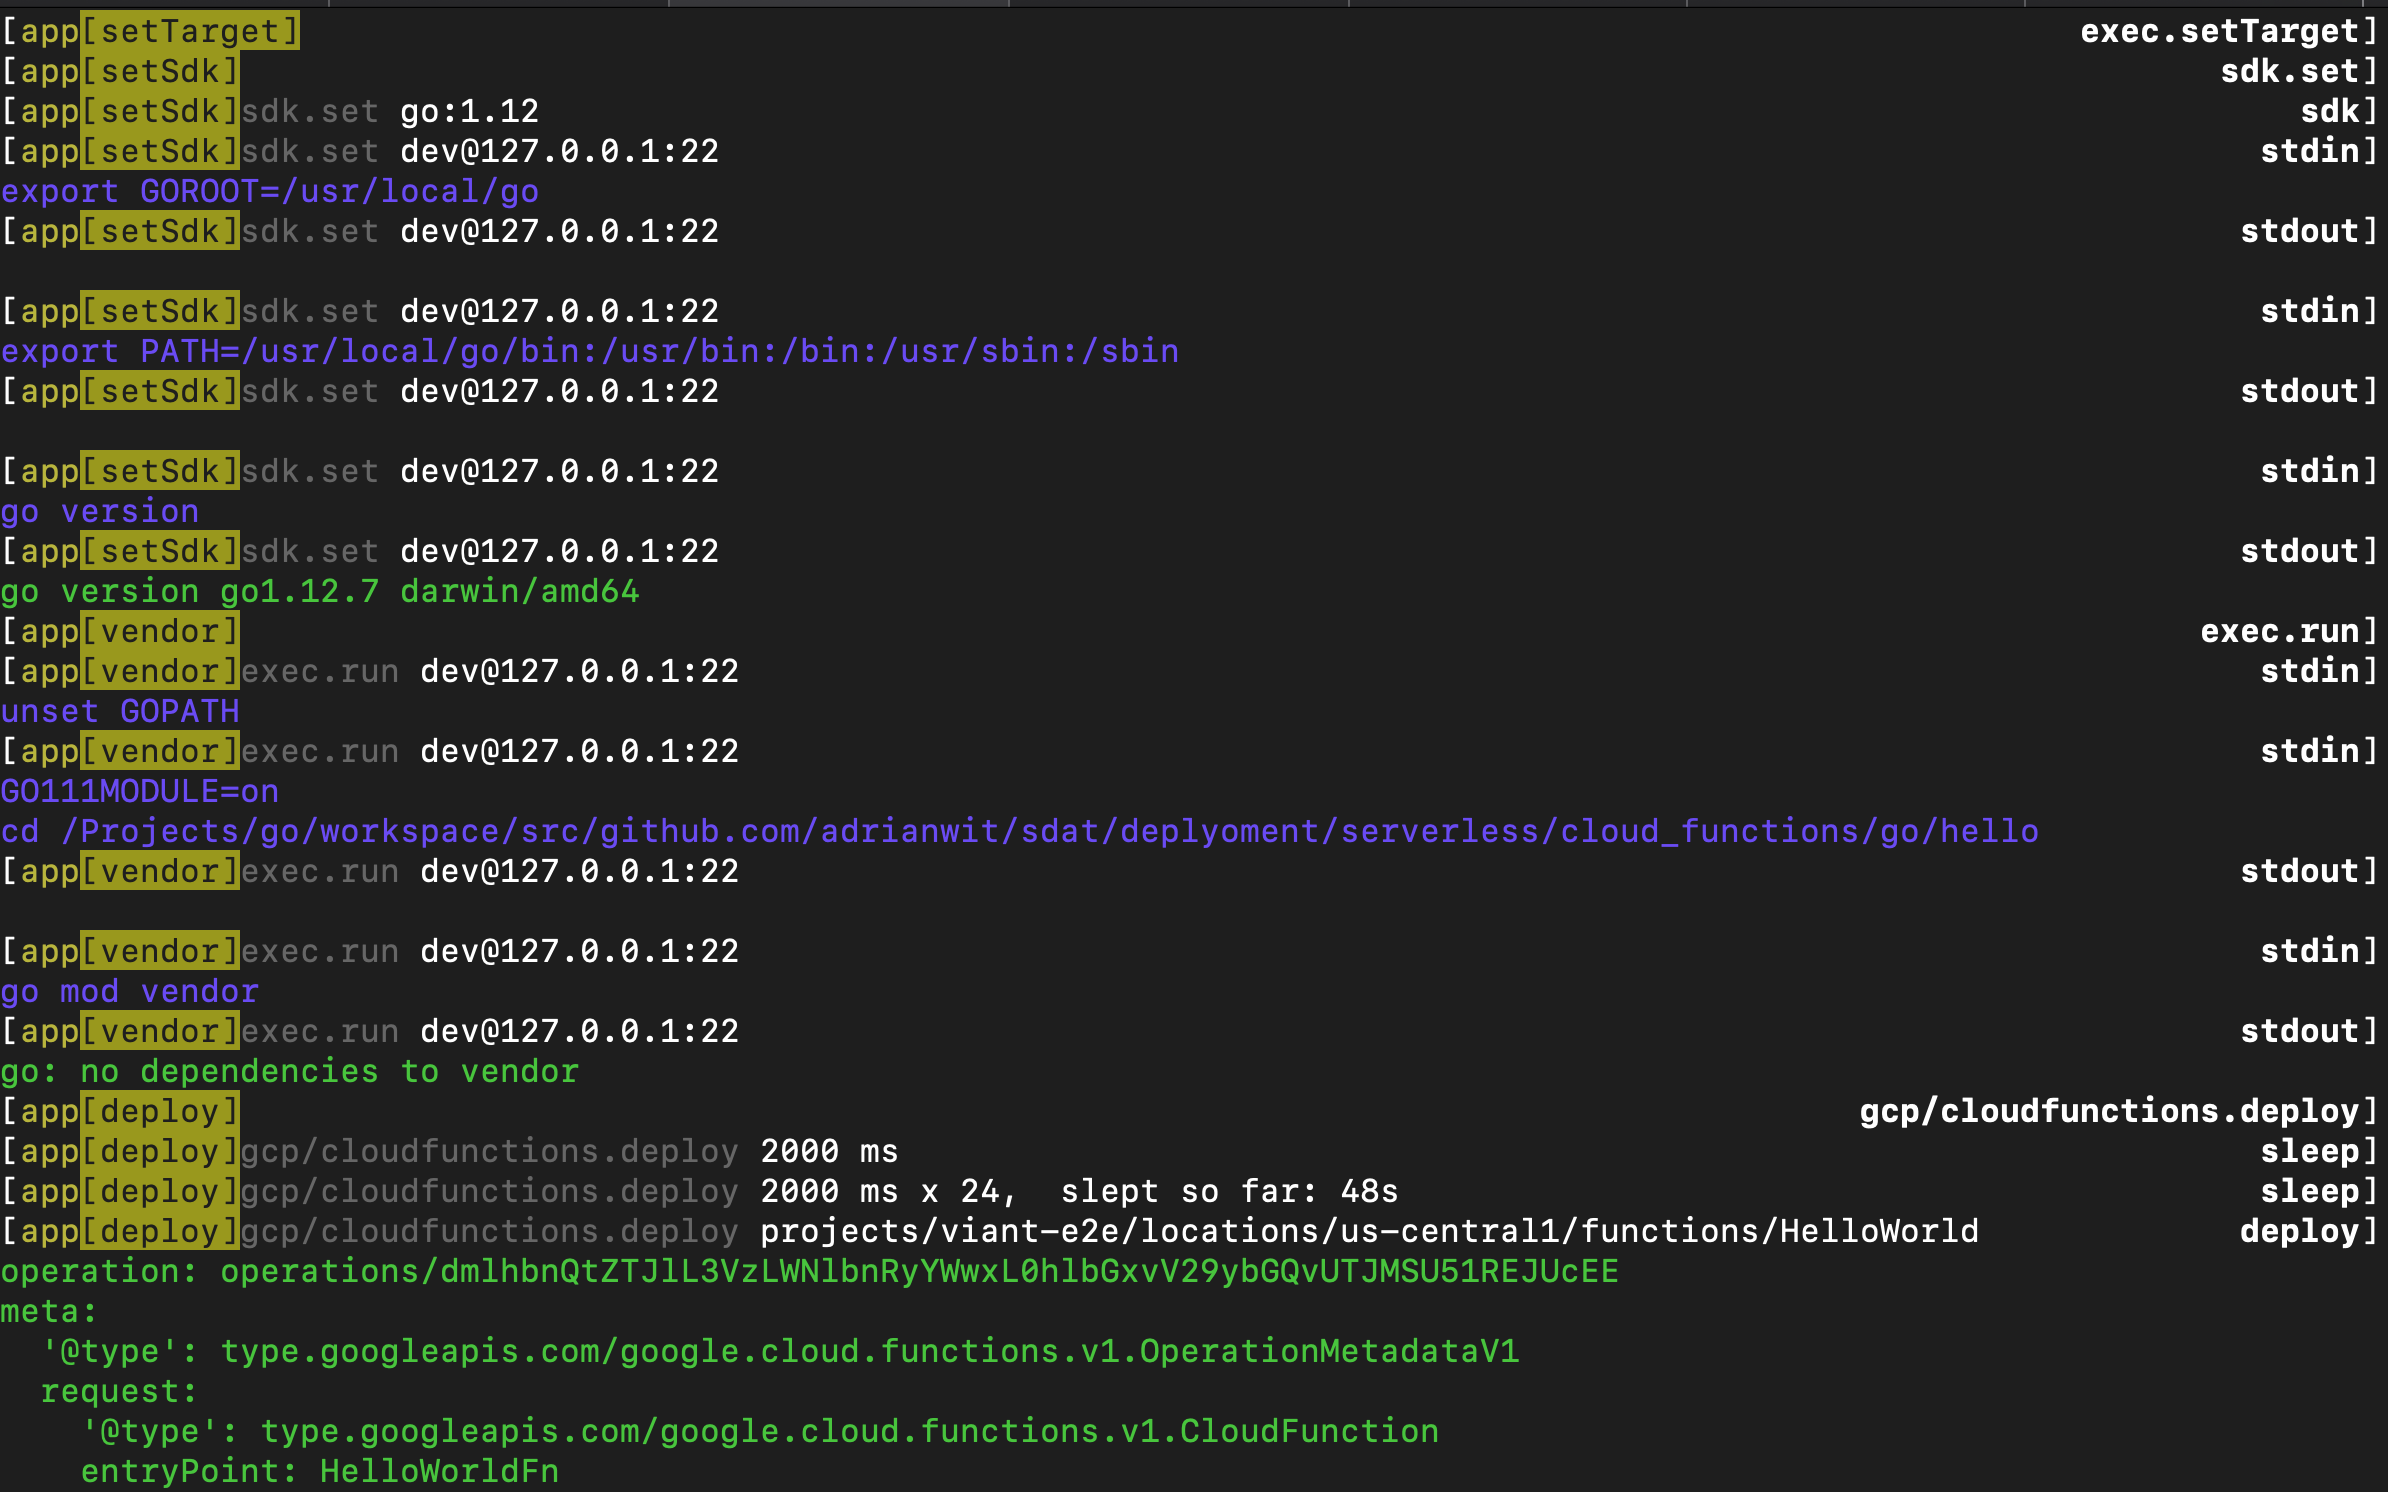 [app[setTarget] exec.setTarget]
[app[setSdk] sdk.set]
[app[setSdk]sdk.set go:1.12 sdk]
[app[setSdk]sdk.set dev@127.0.0.1:22 stdin]
export GOROOT=/usr/local/go
[app[setSdk]sdk.set dev@127.0.0.1:22 stdout]
[app[setSdk]sdk.set dev@127.0.0.1:22 stdin]
export PATH=/usr/local/go/bin:/usr/bin:/bin:/usr/sbin:/sbin
[app[setSdk]sdk.set dev@127.0.0.1:22 stdout]
[app[setSdk]sdk.set dev@127.0.0.1:22 stdin]
go version
[app[setSdk]sdk.set dev@127.0.0.1:22 stdout]
go version go1.12.7 darwin/amd64
[app[vendor] exec.run]
[app[vendor]exec.run dev@127.0.0.1:22 stdin]
unset GOPATH
[app[vendor]exec.run dev@127.0.0.1:22 stdin]
GO111MODULE=on
cd /Projects/go/workspace/src/github.com/adrianwit/sdat/deplyoment/serverless/cloud_functions/go/hello
[app[vendor]exec.run dev@127.0.0.1:22 stdout]
[app[vendor]exec.run dev@127.0.0.1:22 stdin]
go mod vendor
[app[vendor]exec.run dev@127.0.0.1:22 stdout]
go: no dependencies to vendor
[app[deploy] gcp/cloudfunctions.deploy]
[app[deploy]gcp/cloudfunctions.deploy 2000 ms sleep]
[app[deploy]gcp/cloudfunctions.deploy 2000 ms x 24,  slept so far: 48s sleep]
[app[deploy]gcp/cloudfunctions.deploy projects/viant-e2e/locations/us-central1/functions/HelloWorld deploy]
operation: operations/dmlhbnQtZTJlL3VzLWNlbnRyYWwxL0hlbGxvV29ybGQvUTJMSU51REJUcEE
meta:
  '@type': type.googleapis.com/google.cloud.functions.v1.OperationMetadataV1
  request:
    '@type': type.googleapis.com/google.cloud.functions.v1.CloudFunction
    entryPoint: HelloWorldFn